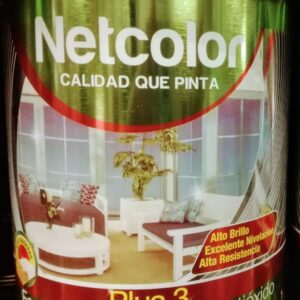 Netcolor
CALIDAD QUE PINTA
Alto Brillo
Excelente Nivelación
Alta Resistencia
Plus 3